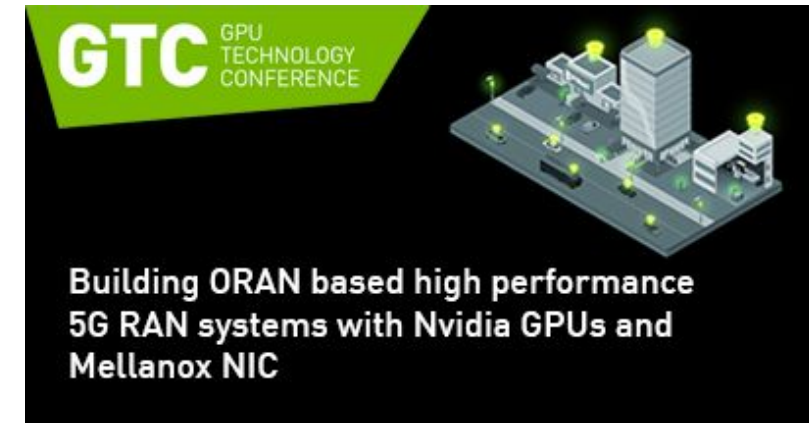 GTC
GPU
TECHNOLOGY
CONFERENCE
Building ORAN based high performance
5G RAN systems with Nvidia GPUs and
Mellanox NIC